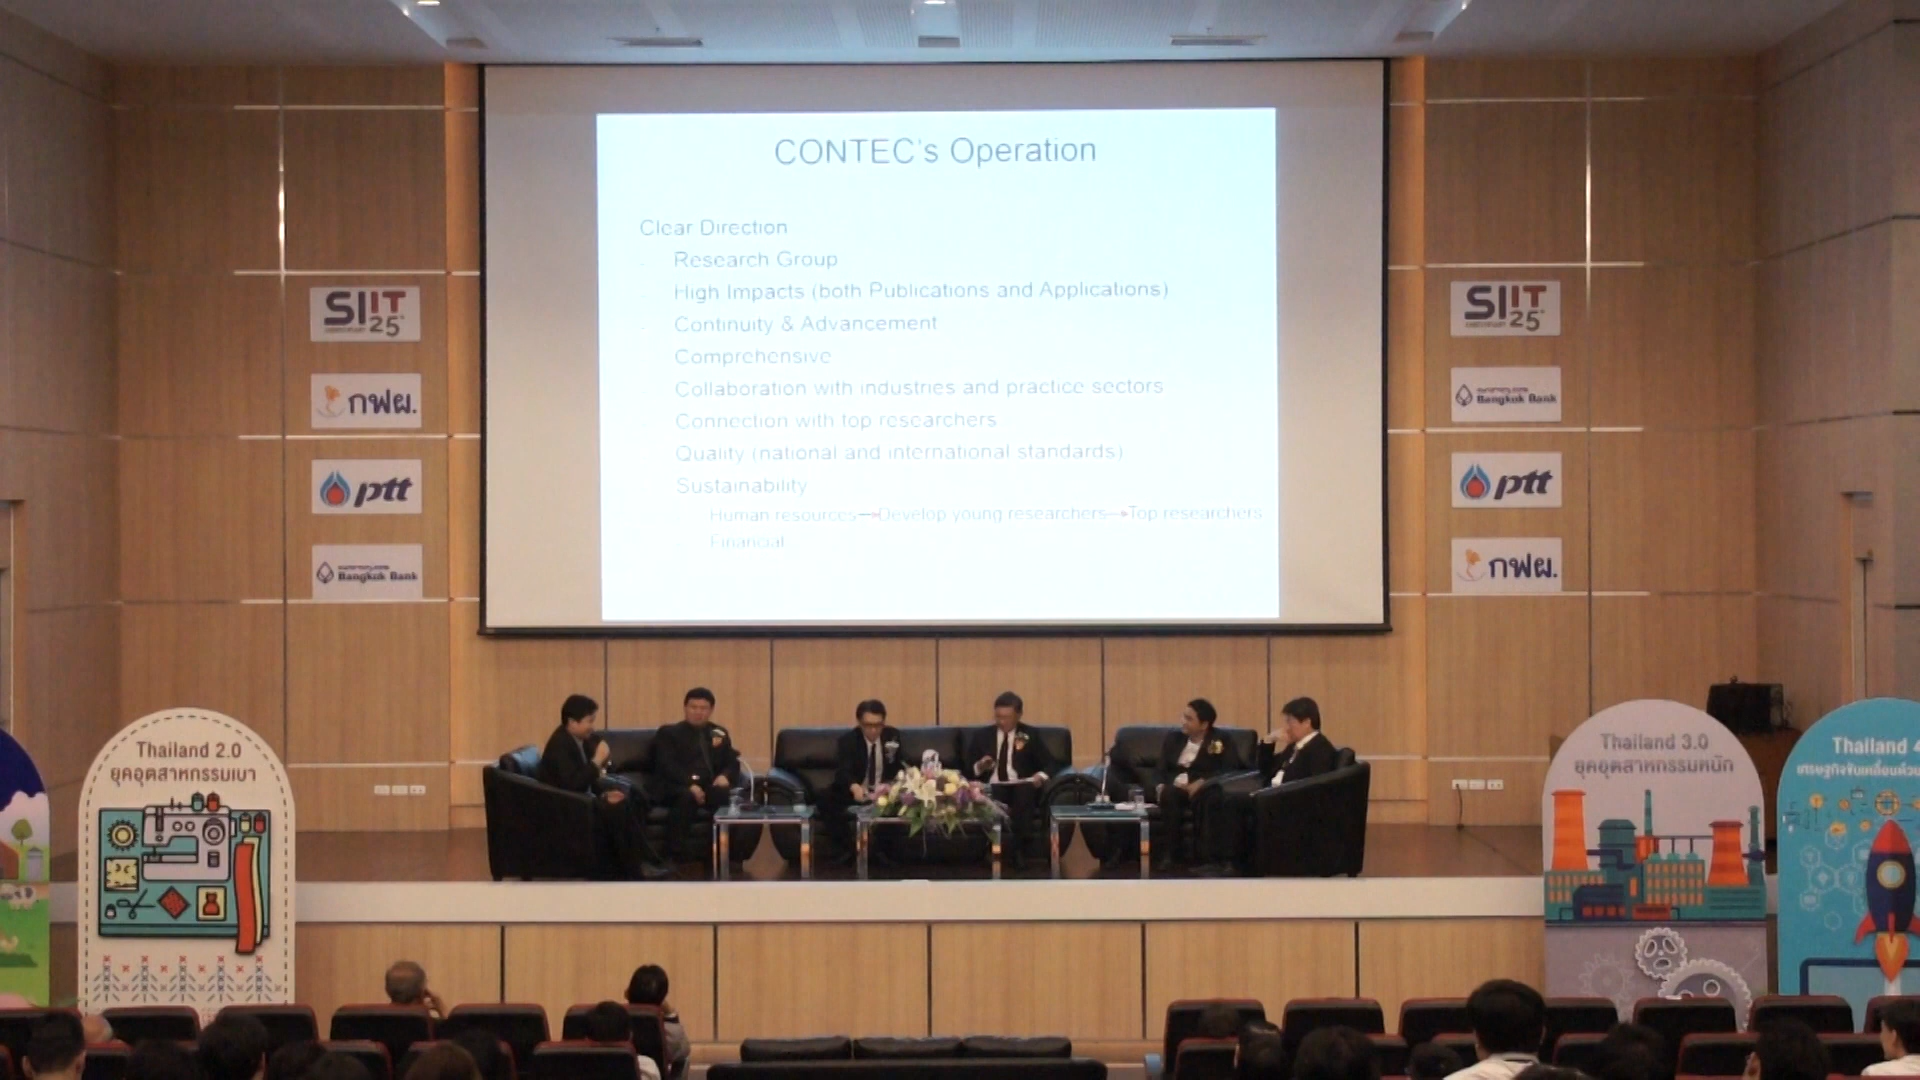 CONTEC's Operation
Clear Direction
- Research Group
High Impacts (both Publications and Applications)
- Continuity & Advancement
Comprehensive
Collaboration with industries and practice sectors
Connection with top researchers
Quality (national and international standards)
Sustainability
Human resources→Develop young researchers→Top researchers
Financial
SIIT
25
กฟผ.
ptt
Bangkok Bank
SIIT
25
Bangkok Bank
ptt
กฟผ.
Thailand 2.0
ยุคอุตสาหกรรมเบา
Thailand 3.0
ยุคอุตสาหกรรมหนัก
Thailand 4